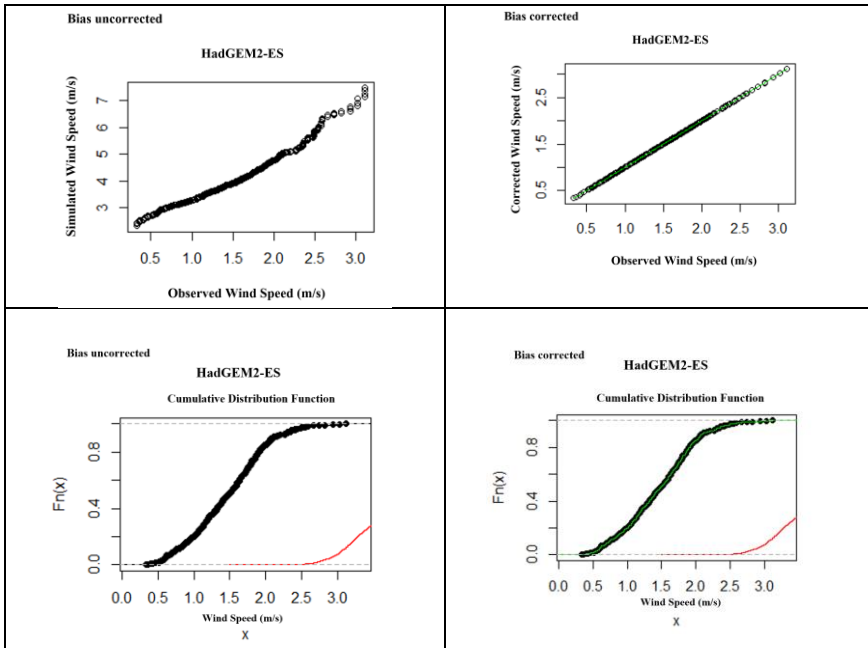 Bias uncorrected
HadGEM2-ES
Simulated Wind Speed (m/s)
7
6
5
4
3
0.5 1.0 1.5 2.0 2.5 3.0
Observed Wind Speed (m/s)
Bias corrected
HadGEM2-ES
Corrected Wind Speed (m/s)
2.5
1.5
0.5
0.5 1.0 1.5 2.0 2.5 3.0
Observed Wind Speed (m/s)
Bias uncorrected
HadGEM2-ES
Cumulative Distribution Function
Fn(x)
0.8
0.4
0.0
0.0 0.5 1.0 1.5 2.0 2.5 3.0
Wind Speed (m/s)
X
Bias corrected
HadGEM2-ES
Cumulative Distribution Function
Fn(x)
0.8
0.4
0.0
0.0 0.5 1.0 1.5 2.0 2.5 3.0
Wind Speed (m/s)
X